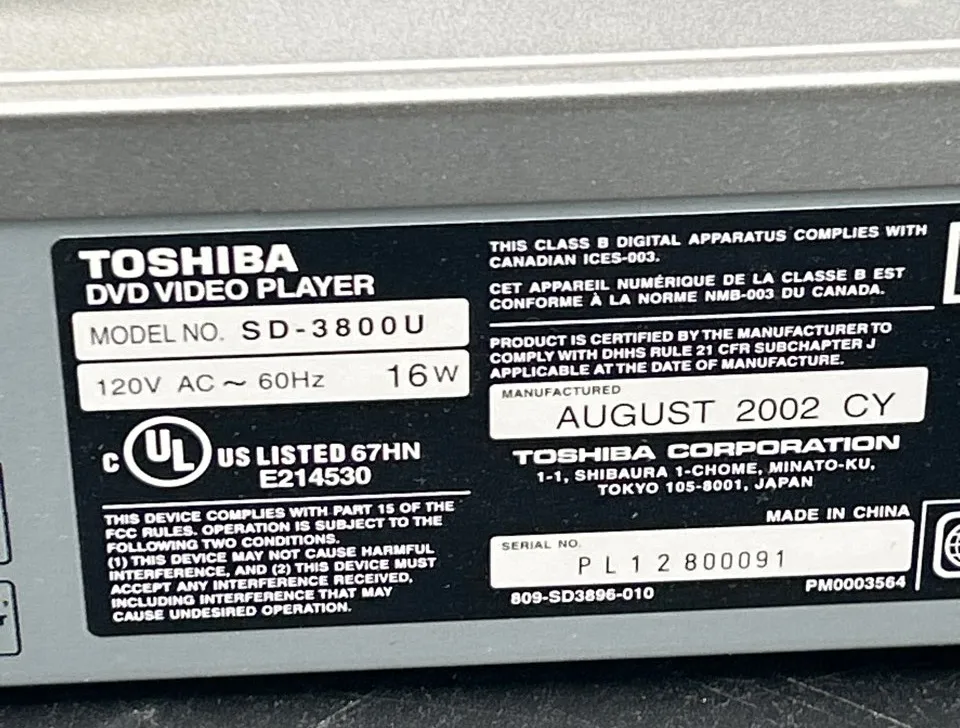 TOSHIBA
DVD VIDEO PLAYER
MODEL NO. SD-3800U
120V AC ~ 60Hz 16W
C UL US LISTED 67HN
E214530
THIS DEVICE COMPLIES WITH PART 15 OF THE
FCC RULES. OPERATION IS SUBJECT TO THE
FOLLOWING TWO CONDITIONS.
(1) THIS DEVICE MAY NOT CAUSE HARMFUL
INTERFERENCE, AND (2) THIS DEVICE MUST
ACCEPT ANY INTERFERENCE RECEIVED,
INCLUDING INTERFERENCE THAT MAY
CAUSE UNDESIRED OPERATION.
THIS CLASS B DIGITAL APPARATUS COMPLIES WITH
CANADIAN ICES-003.
CET APPAREIL NUMÉRIQUE DE LA CLASSE B EST
CONFORME À LA NORME NMB-003 DU CANADA.
PRODUCT IS CERTIFIED BY THE MANUFACTURER TO
COMPLY WITH DHHS RULE 21 CFR SUBCHAPTER J
APPLICABLE AT THE DATE OF MANUFACTURE.
MANUFACTURED
AUGUST 2002 CY
TOSHIBA CORPORATION
1-1, SHIBAURA 1-CHOME, MINATO-KU,
TOKYO 105-8001, JAPAN
MADE IN CHINA
SERIAL NO.
PL12800091
809-SD3896-010 PM0003564